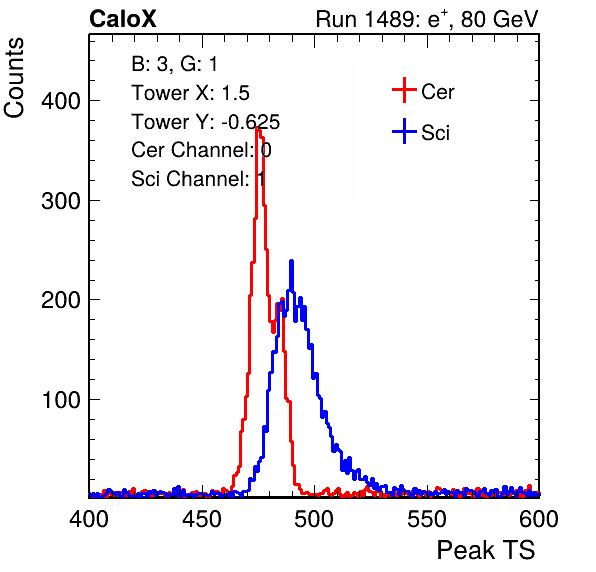 CaloX Run 1489: e+, 80 GeV
Counts
B: 3, G: 1
Tower X: 1.5
Tower Y: -0.625
Cer Channel: 0
Sci Channel: 1
Cer
Sci
400
300
200
100
400 450 500 550 600
Peak TS